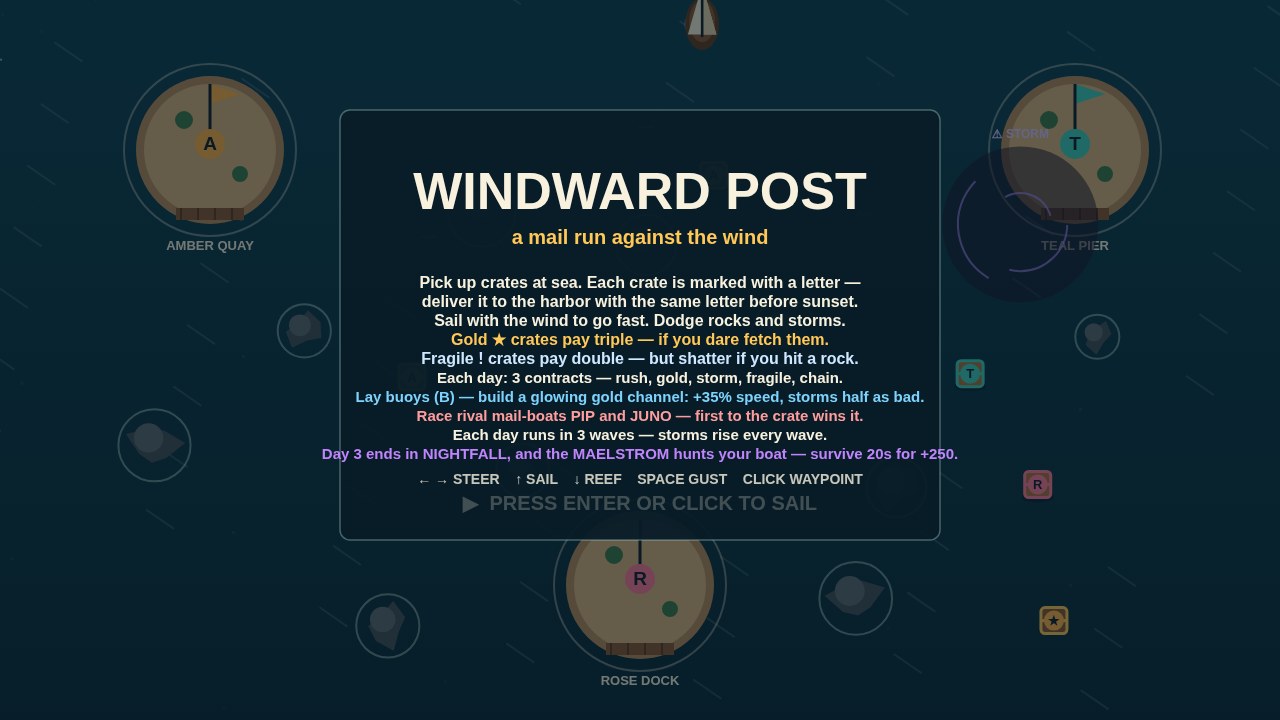 A
T
⚠ STORM
AMBER QUAY
TEAL PIER
WINDWARD POST
a mail run against the wind
Pick up crates at sea. Each crate is marked with a letter —
deliver it to the harbor with the same letter before sunset.
Sail with the wind to go fast. Dodge rocks and storms.
Gold ★ crates pay triple — if you dare fetch them.
Fragile ! crates pay double — but shatter if you hit a rock.
Each day: 3 contracts — rush, gold, storm, fragile, chain.
Lay buoys (B) — build a glowing gold channel: +35% speed, storms half as bad.
Race rival mail-boats PIP and JUNO — first to the crate wins it.
Each day runs in 3 waves — storms rise every wave.
Day 3 ends in NIGHTFALL, and the MAELSTROM hunts your boat — survive 20s for +250.
← → STEER ↑ SAIL ↓ REEF SPACE GUST CLICK WAYPOINT
▶ PRESS ENTER OR CLICK TO SAIL
T
R
R
★
ROSE DOCK